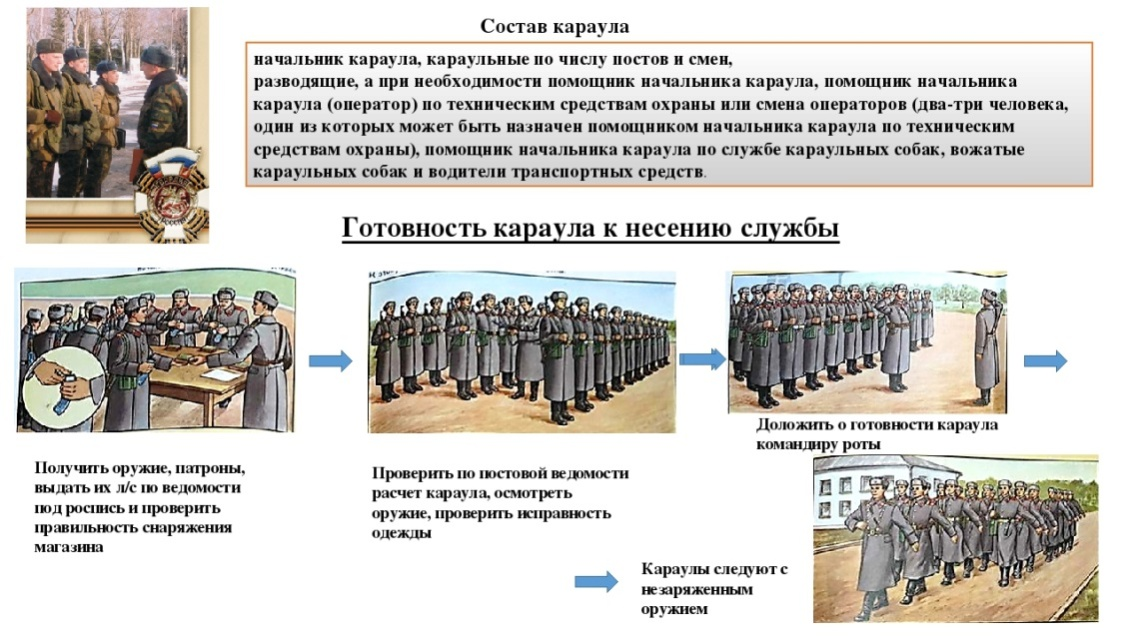 Состав караула
начальник караула, караульные по числу постов и смен,
разводящие, а при необходимости помощник начальника караула, помощник начальника
караула (оператор) по техническим средствам охраны или смена операторов (два-три человека,
один из которых может быть назначен помощником начальника караула по техническим
средствам охраны), помощник начальника караула по службе караульных собак, вожатые
караульных собак и водители транспортных средств.
Готовность караула к несению службы
Получить оружие, патроны,
выдать их л/с по ведомости
под роспись и проверить
правильность снаряжения
магазина
Проверить по постовой ведомости
расчет караула, осмотреть
оружие, проверить исправность
одежды
Доложить о готовности караула
командиру роты
Караулы следуют с
незаряженным
оружием